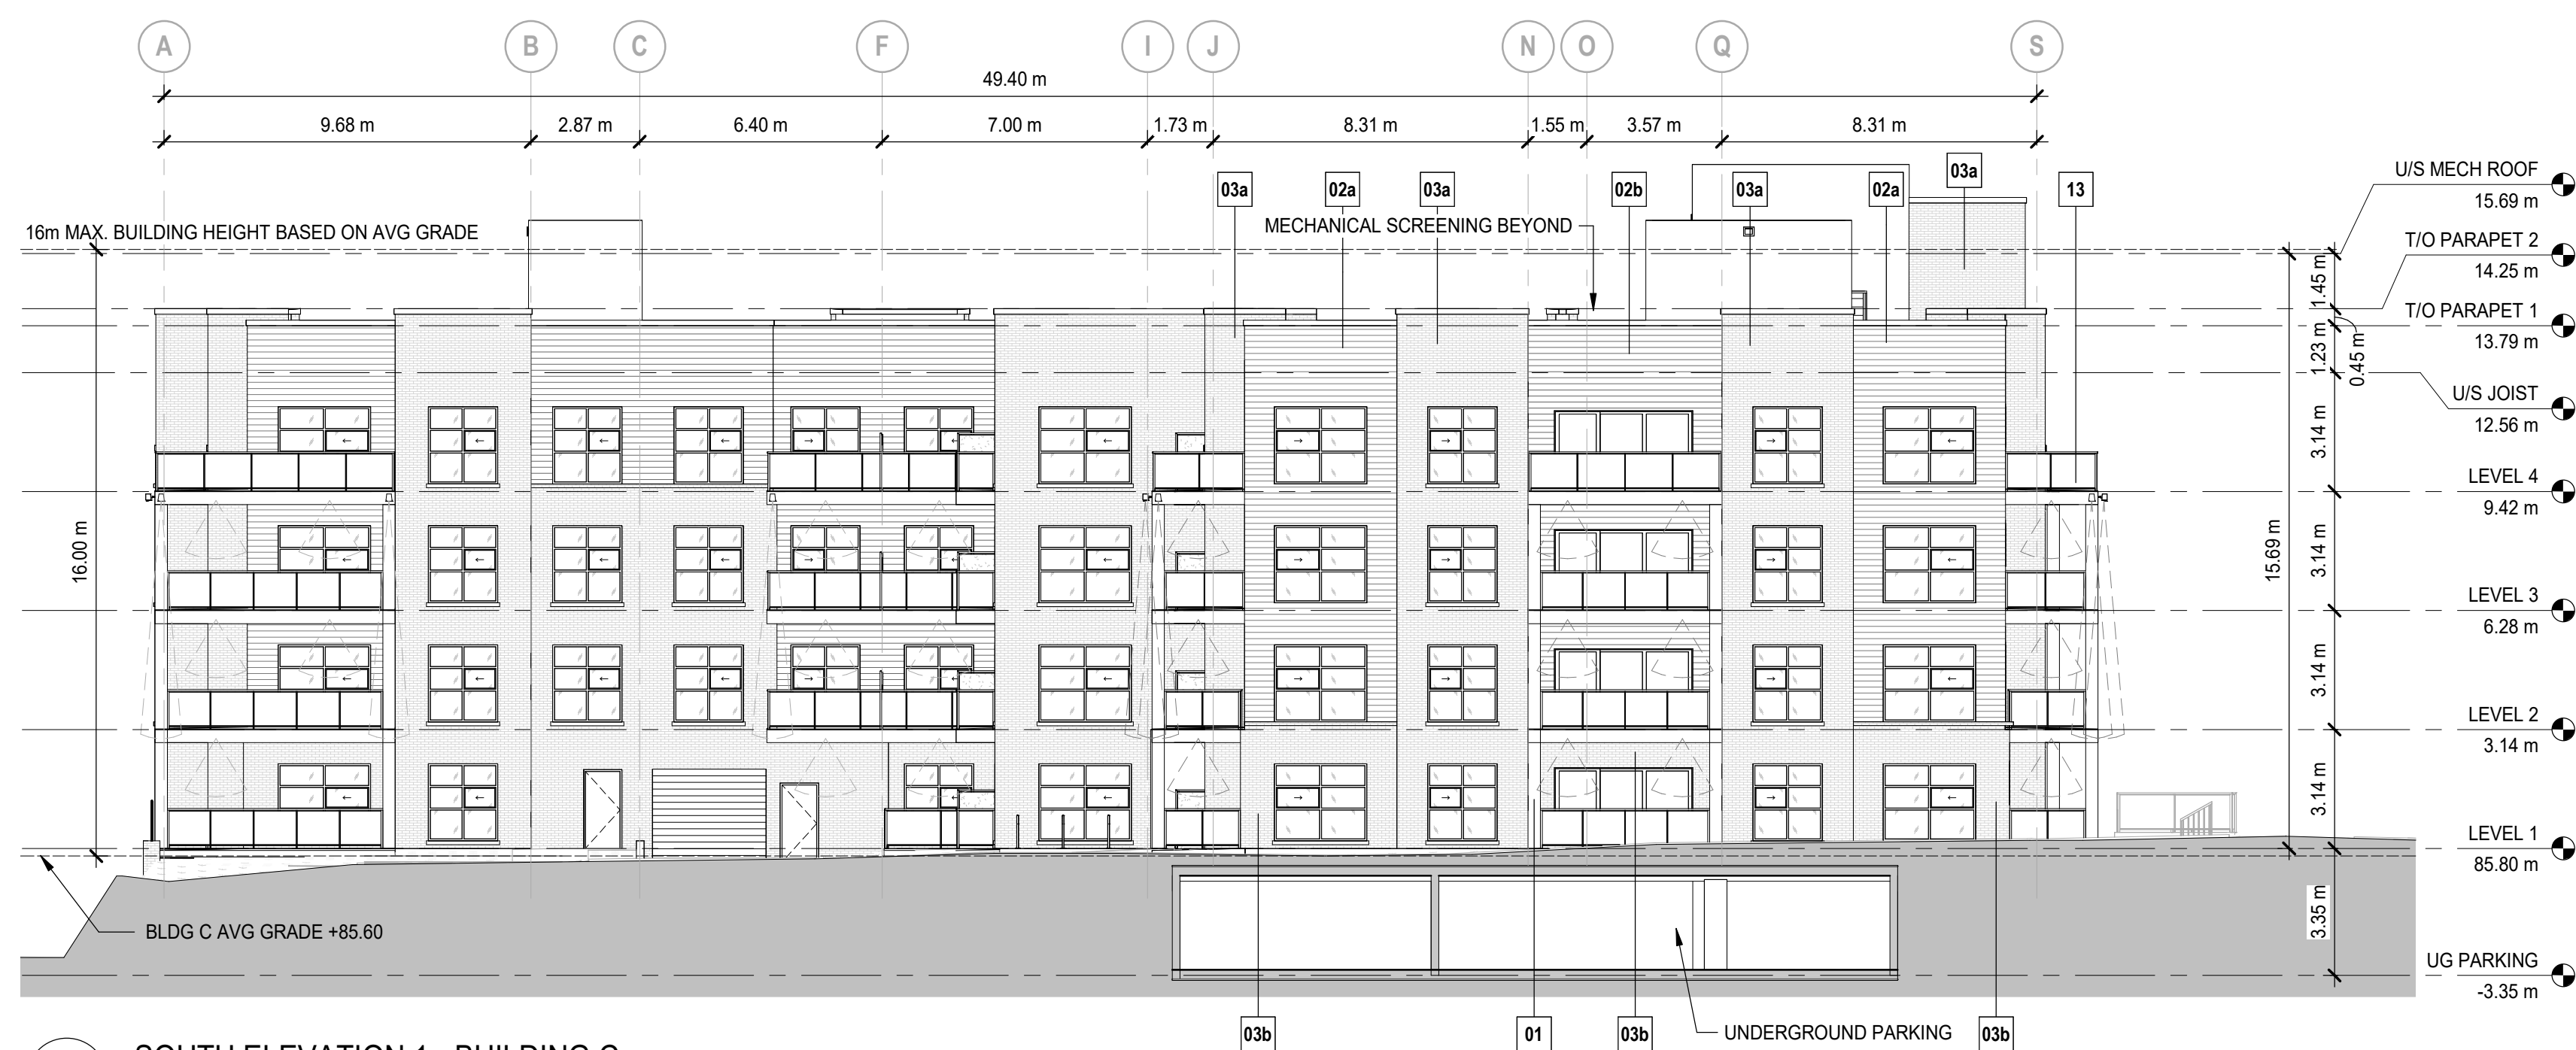 A B C F I J N O Q S
49.40 m
9.68 m 2.87 m 6.40 m 7.00 m 1.73 m 8.31 m 1.55 m 3.57 m 8.31 m
03a 02a 03a 02b 03a 02a 03a 13
16m MAX. BUILDING HEIGHT BASED ON AVG GRADE
MECHANICAL SCREENING BEYOND
U/S MECH ROOF
15.69 m
T/O PARAPET 2
14.25 m
T/O PARAPET 1
13.79 m
U/S JOIST
12.56 m
LEVEL 4
9.42 m
LEVEL 3
6.28 m
LEVEL 2
3.14 m
LEVEL 1
85.80 m
UG PARKING
-3.35 m
16.00 m
15.69 m
1.45 m
0.45 m
1.23 m
3.14 m
3.14 m
3.14 m
3.14 m
3.35 m
BLDG C AVG GRADE +85.60
03b 01 03b UNDERGROUND PARKING 03b
SOUTH ELEVATION 1 - BUILDING C